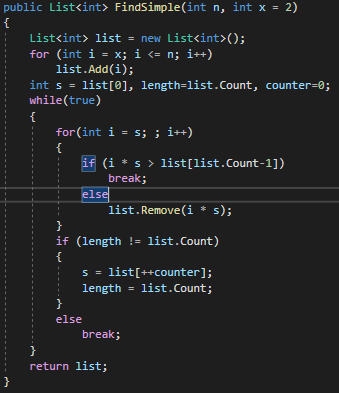 public List<int> FindSimple(int n, int x = 2)
{
    List<int> list = new List<int>();
    for (int i = x; i <= n; i++)
        list.Add(i);
    int s = list[0], length=list.Count, counter=0;
    while(true)
    {
        for(int i = s; ; i++)
        {
            if (i * s > list[list.Count-1])
                break;
            else
                list.Remove(i * s);
        }
        if (length != list.Count)
        {
            s = list[++counter];
            length = list.Count;
        }
        else
            break;
    }
    return list;
}